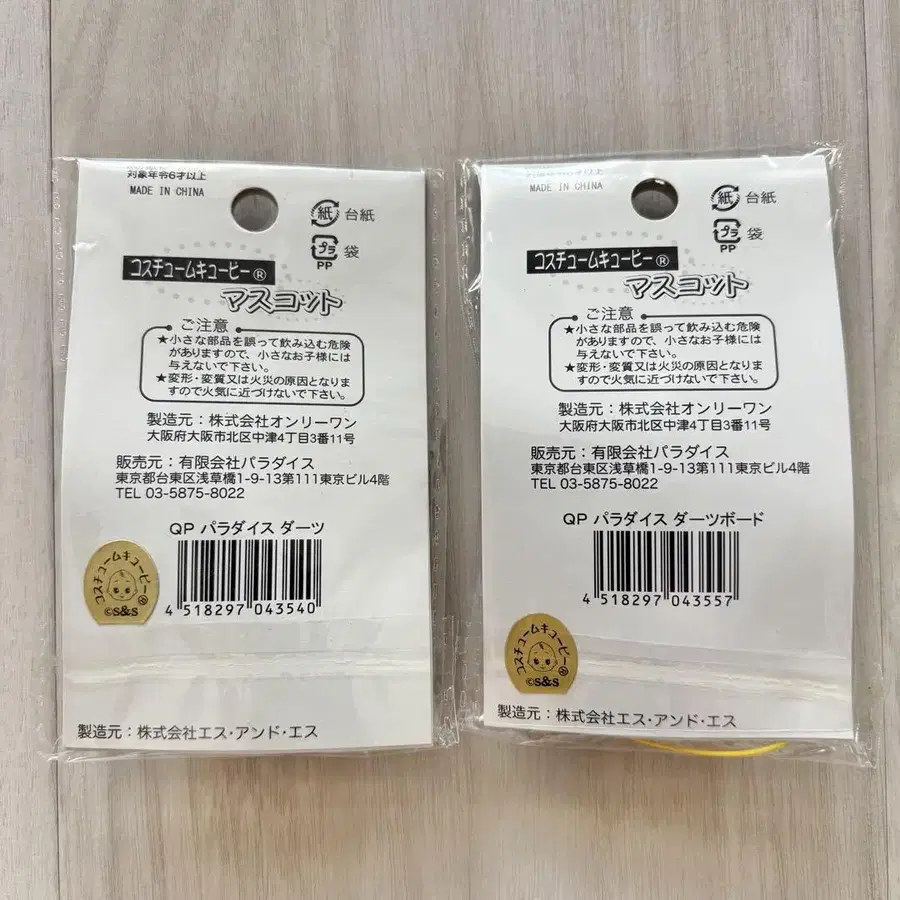 対象年令6才以上
MADE IN CHINA
紙 台紙
プラ 袋
PP
コスチュームキューピー®
マスコット
ご注意
★小さな部品を誤って飲み込む危険
がありますので、小さなお子様には
与えないで下さい。
★変形・変質又は火災の原因となりま
すので火気に近づけないで下さい。
製造元：株式会社オンリーワン
大阪府大阪市北区中津4丁目3番11号
販売元：有限会社パラダイス
東京都台東区浅草橋1-9-13第111東京ビル4階
TEL 03-5875-8022
QP パラダイス ダーツ
4 518297 043540
コスチュームキューピー
©S&S
製造元：株式会社エス・アンド・エス
対象年令6才以上
MADE IN CHINA
紙 台紙
プラ 袋
PP
コスチュームキューピー®
マスコット
ご注意
★小さな部品を誤って飲み込む危険
がありますので、小さなお子様には
与えないで下さい。
★変形・変質又は火災の原因となりま
すので火気に近づけないで下さい。
製造元：株式会社オンリーワン
大阪府大阪市北区中津4丁目3番11号
販売元：有限会社パラダイス
東京都台東区浅草橋1-9-13第111東京ビル4階
TEL 03-5875-8022
QP パラダイス ダーツボード
4 518297 043557
コスチュームキューピー
©S&S
製造元：株式会社エス・アンド・エス